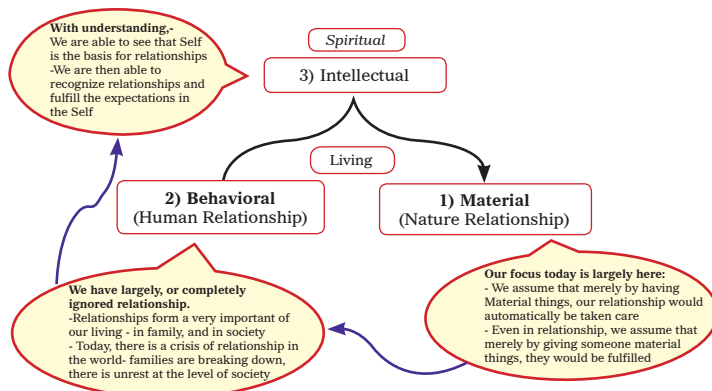 With understanding,-
We are able to see that Self
is the basis for relationships
-We are then able to
recognize relationships and
fulfill the expectations in
the Self
Spiritual
3) Intellectual
Living
2) Behavioral
(Human Relationship)
1) Material
(Nature Relationship)
We have largely, or completely
ignored relationship.
-Relationships form a very important of
our living - in family, and in society
- Today, there is a crisis of relationship in
the world- families are breaking down,
there is unrest at the level of society
Our focus today is largely here:
- We assume that merely by having
Material things, our relationship would
automatically be taken care
- Even in relationship, we assume that
merely by giving someone material
things, they would be fulfilled